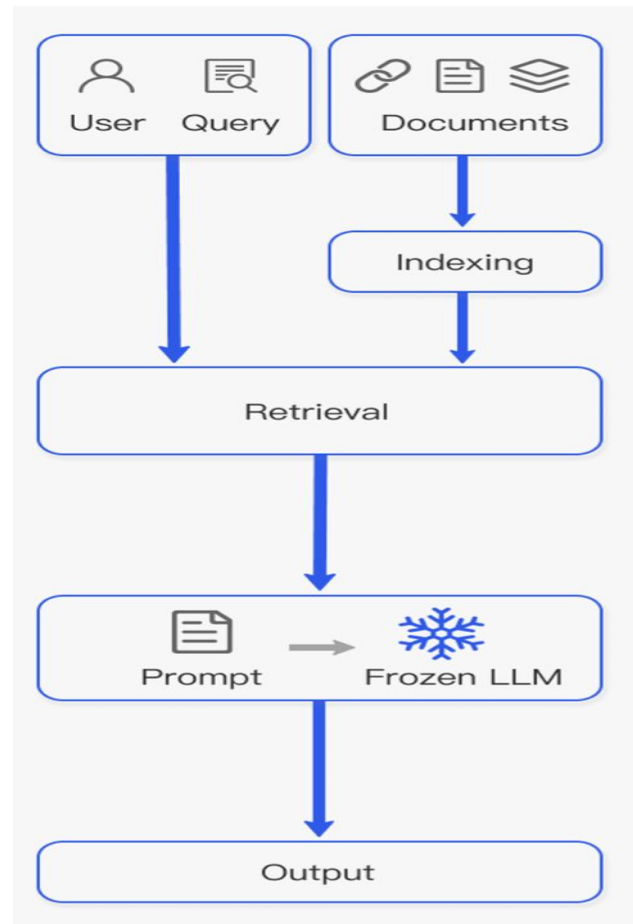 User Query
Documents
Indexing
Retrieval
Prompt
Frozen LLM
Output